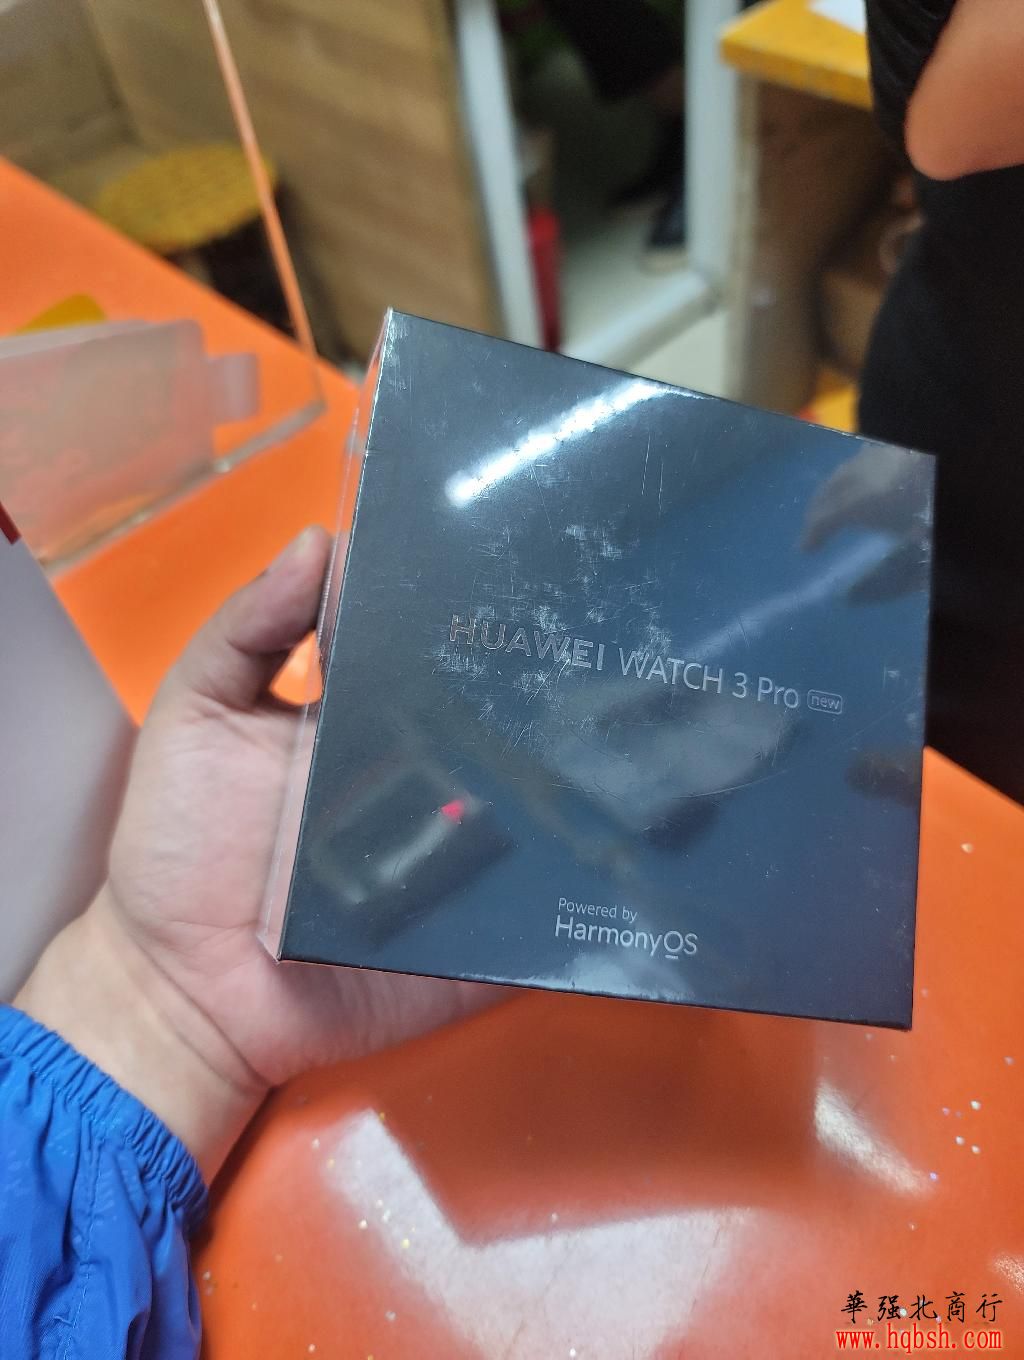 HUAWEI WATCH 3 Pro new
Powered by
HarmonyOS
華强北商行
www.hqbsh.com